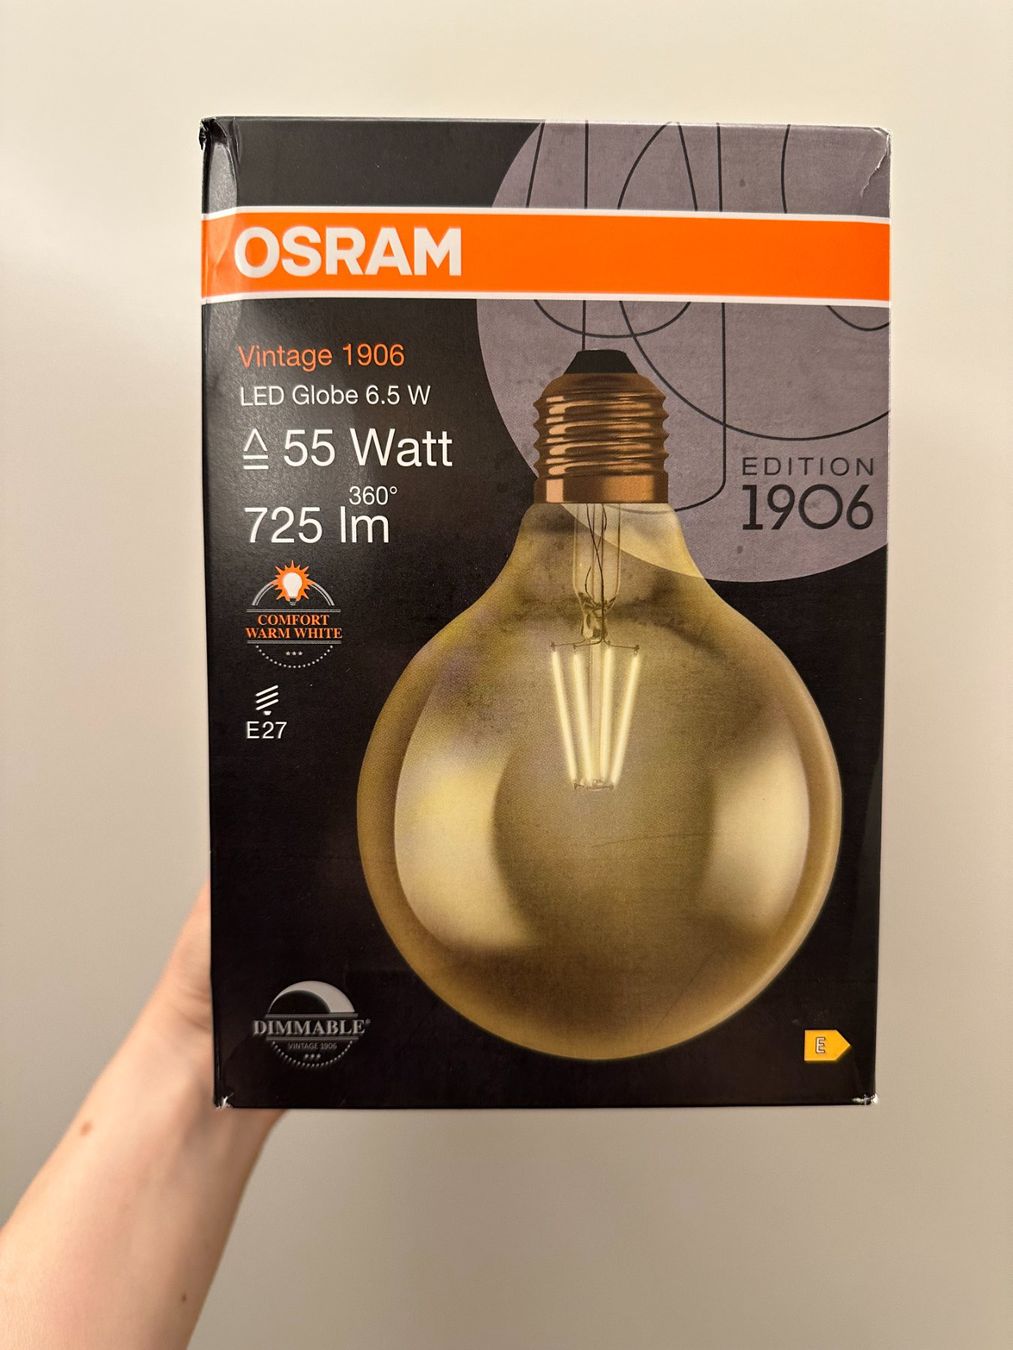 OSRAM
Vintage 1906
LED Globe 6.5 W
≙ 55 Watt
360°
725 lm
COMFORT
WARM WHITE
E27
EDITION
1906
DIMMABLE®
VINTAGE 1906
E